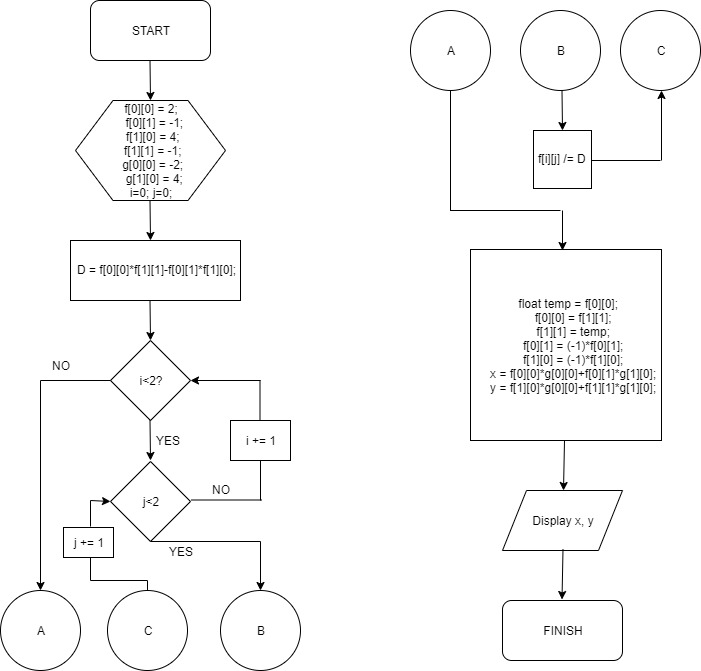 START
f[0][0] = 2;
f[0][1] = -1;
f[1][0] = 4;
f[1][1] = -1;
g[0][0] = -2;
g[1][0] = 4;
i=0; j=0;
D = f[0][0]*f[1][1]-f[0][1]*f[1][0];
i<2?
NO
YES
i += 1
j<2
NO
YES
j += 1
A
C
B
A
B
C
f[i][j] /= D
float temp = f[0][0];
f[0][0] = f[1][1];
f[1][1] = temp;
f[0][1] = (-1)*f[0][1];
f[1][0] = (-1)*f[1][0];
x = f[0][0]*g[0][0]+f[0][1]*g[1][0];
y = f[1][0]*g[0][0]+f[1][1]*g[1][0];
Display x, y
FINISH